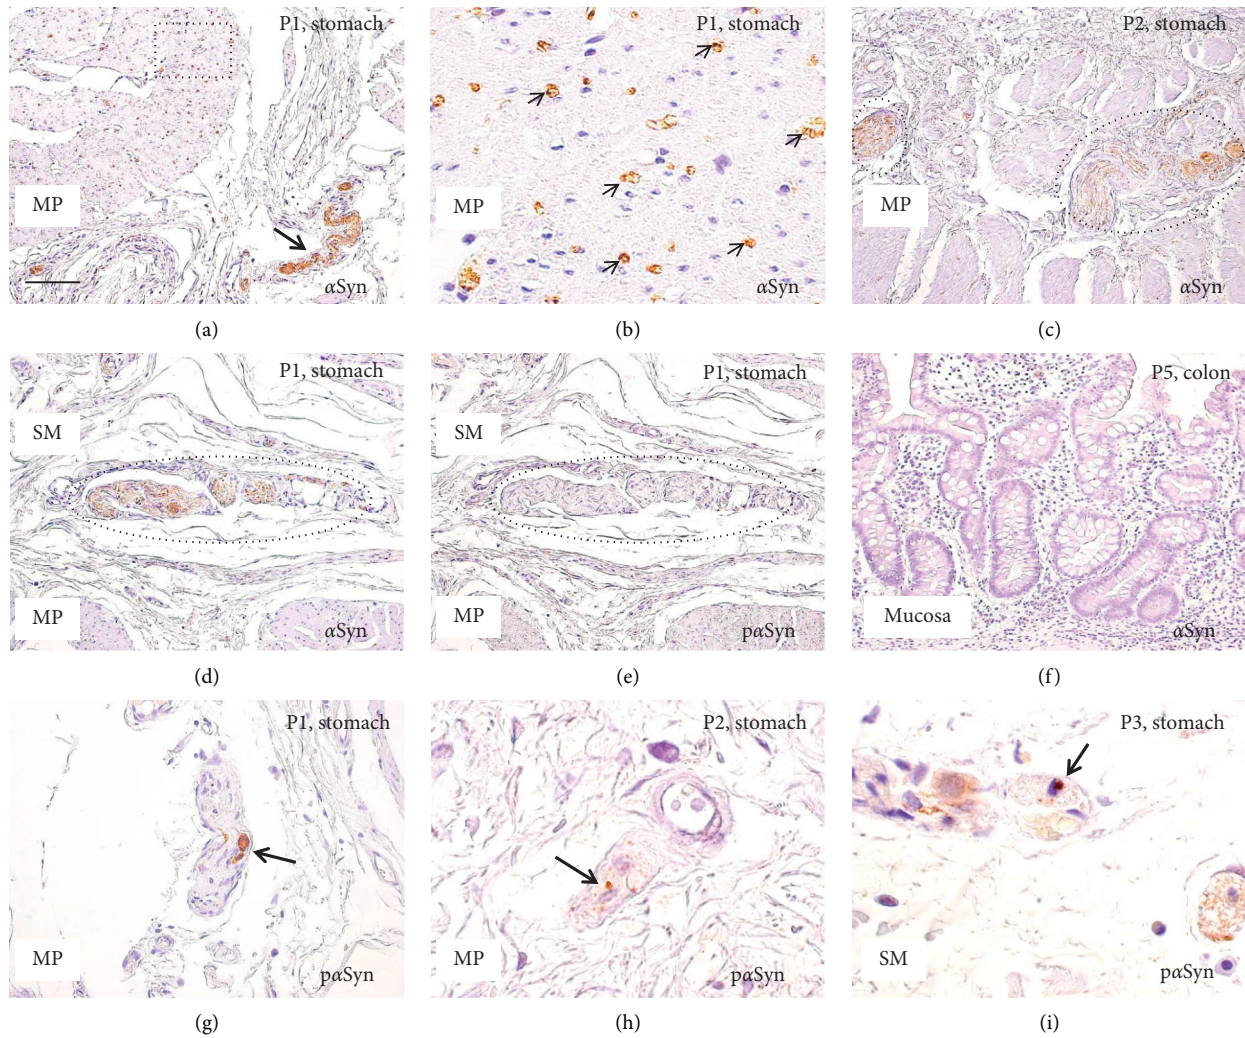 P1, stomach
MP
αSyn
(a)
P1, stomach
MP
αSyn
(b)
P2, stomach
MP
αSyn
(c)
P1, stomach
SM
MP
αSyn
(d)
P1, stomach
SM
MP
pαSyn
(e)
P5, colon
Mucosa
αSyn
(f)
P1, stomach
MP
pαSyn
(g)
P2, stomach
MP
pαSyn
(h)
P3, stomach
SM
pαSyn
(i)